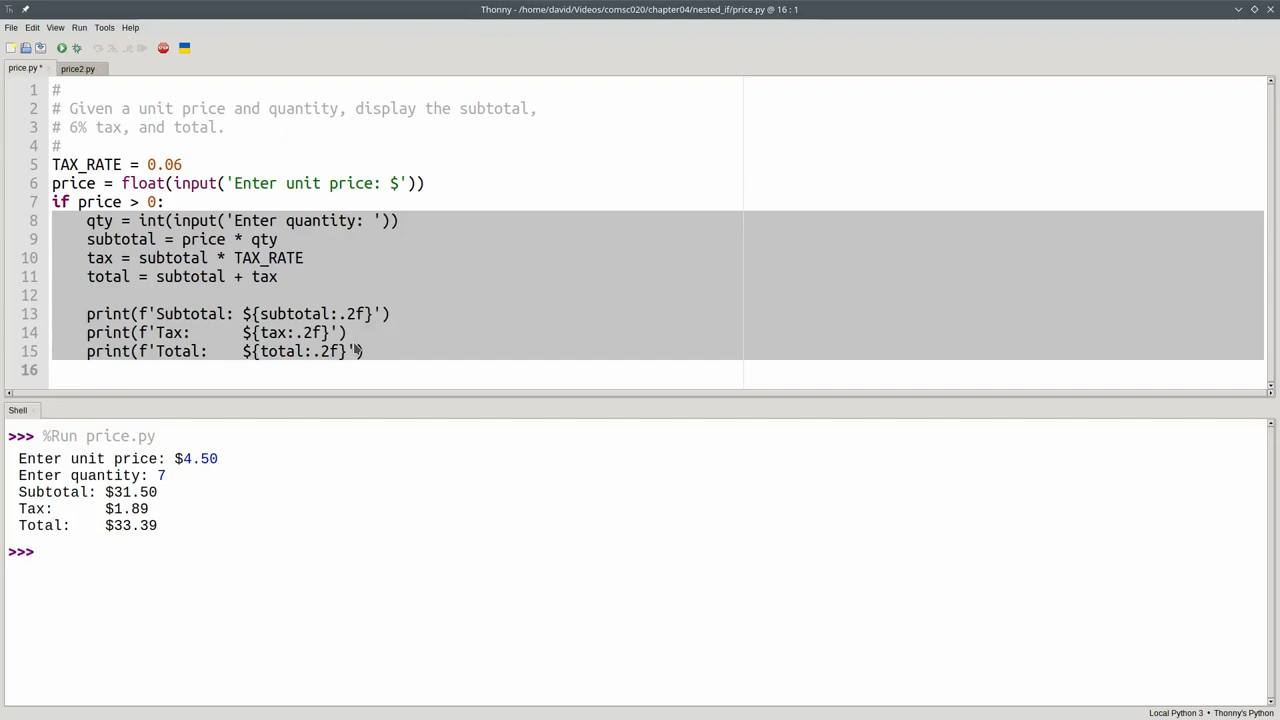 Thonny - /home/david/Videos/comsc020/chapter04/nested_if/price.py @ 16 : 1
File Edit View Run Tools Help
price.py * price2.py
1 #
2 # Given a unit price and quantity, display the subtotal,
3 # 6% tax, and total.
4 #
5 TAX_RATE = 0.06
6 price = float(input('Enter unit price: $'))
7 if price > 0:
8     qty = int(input('Enter quantity: '))
9     subtotal = price * qty
10     tax = subtotal * TAX_RATE
11     total = subtotal + tax
12
13     print(f'Subtotal: ${subtotal:.2f}')
14     print(f'Tax:      ${tax:.2f}')
15     print(f'Total:    ${total:.2f}')
16
Shell
>>> %Run price.py
Enter unit price: $4.50
Enter quantity: 7
Subtotal: $31.50
Tax:      $1.89
Total:    $33.39
>>>
Local Python 3 • Thonny's Python